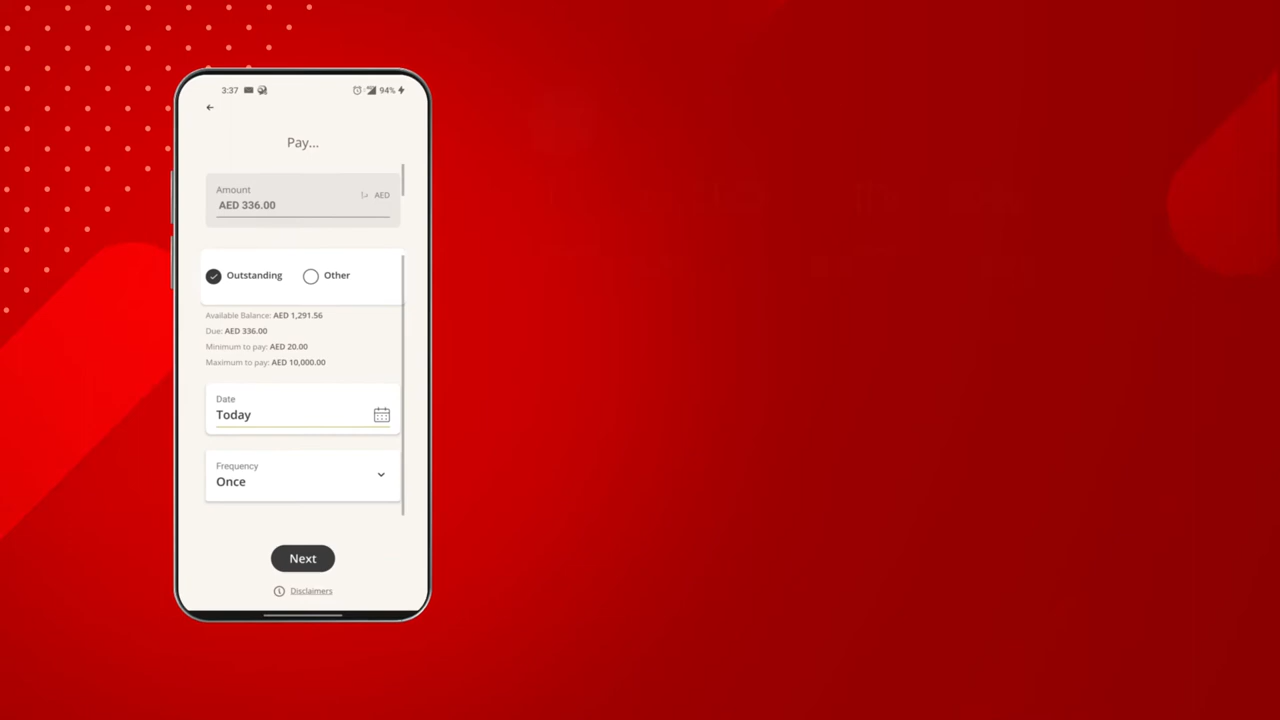 3:37
94%
Pay...
Amount
AED 336.00
AED
Outstanding
Other
Available Balance: AED 1,291.56
Due: AED 336.00
Minimum to pay: AED 20.00
Maximum to pay: AED 10,000.00
Date
Today
Frequency
Once
Next
Disclaimers